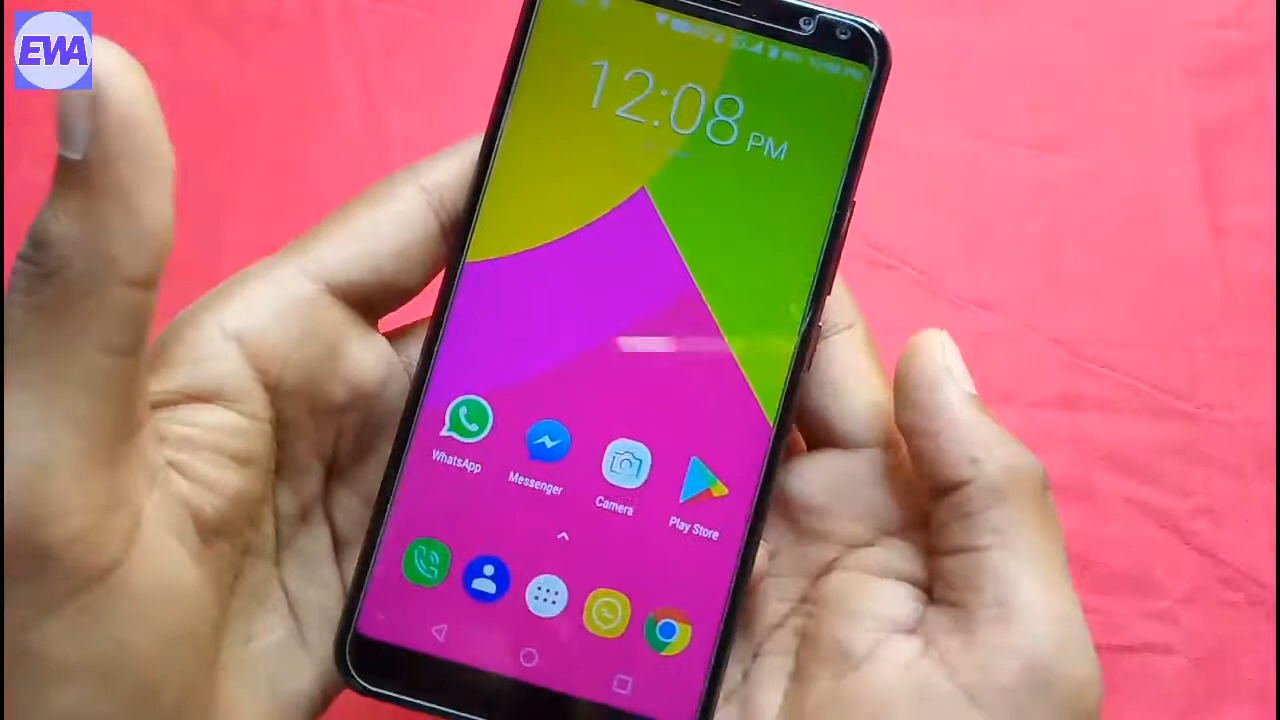 EWA
12:08 PM
WhatsApp
Messenger
Camera
Play Store